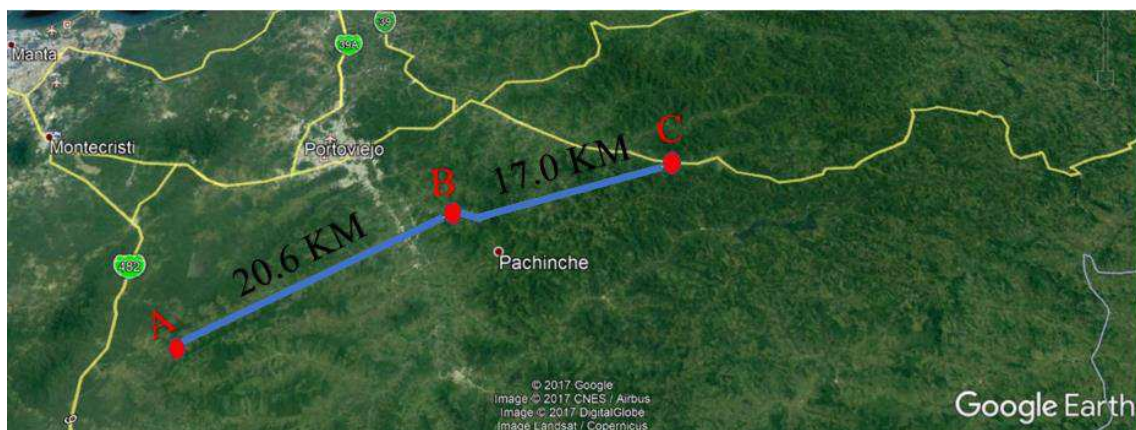 39
39A
Manta
Montecristi
Portoviejo
C
17.0 KM
B
20.6 KM
Pachinche
482
A
© 2017 Google
Image © 2017 CNES / Airbus
Image © 2017 DigitalGlobe
Image Landsat / Copernicus
Google Earth